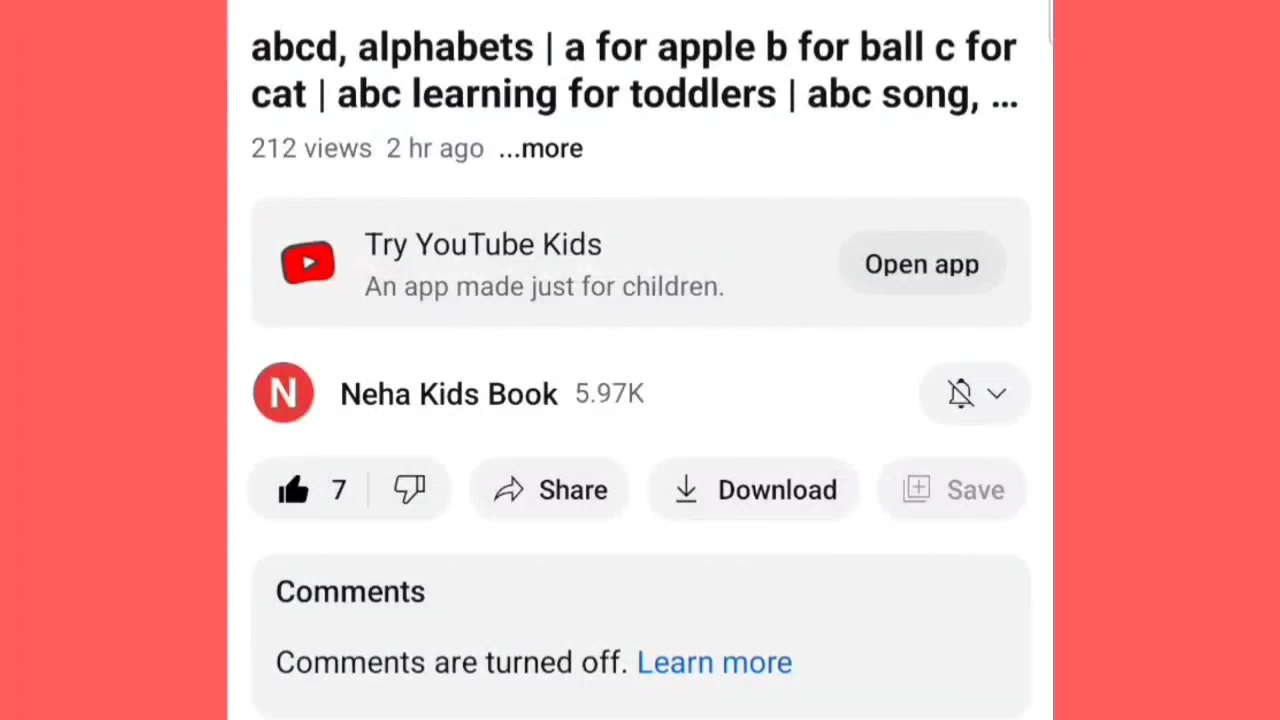 abcd, alphabets | a for apple b for ball c for
cat | abc learning for toddlers | abc song, ...
212 views 2 hr ago ...more
Try YouTube Kids
An app made just for children.
Open app
N
Neha Kids Book 5.97K
7 Share Download Save
Comments
Comments are turned off. Learn more